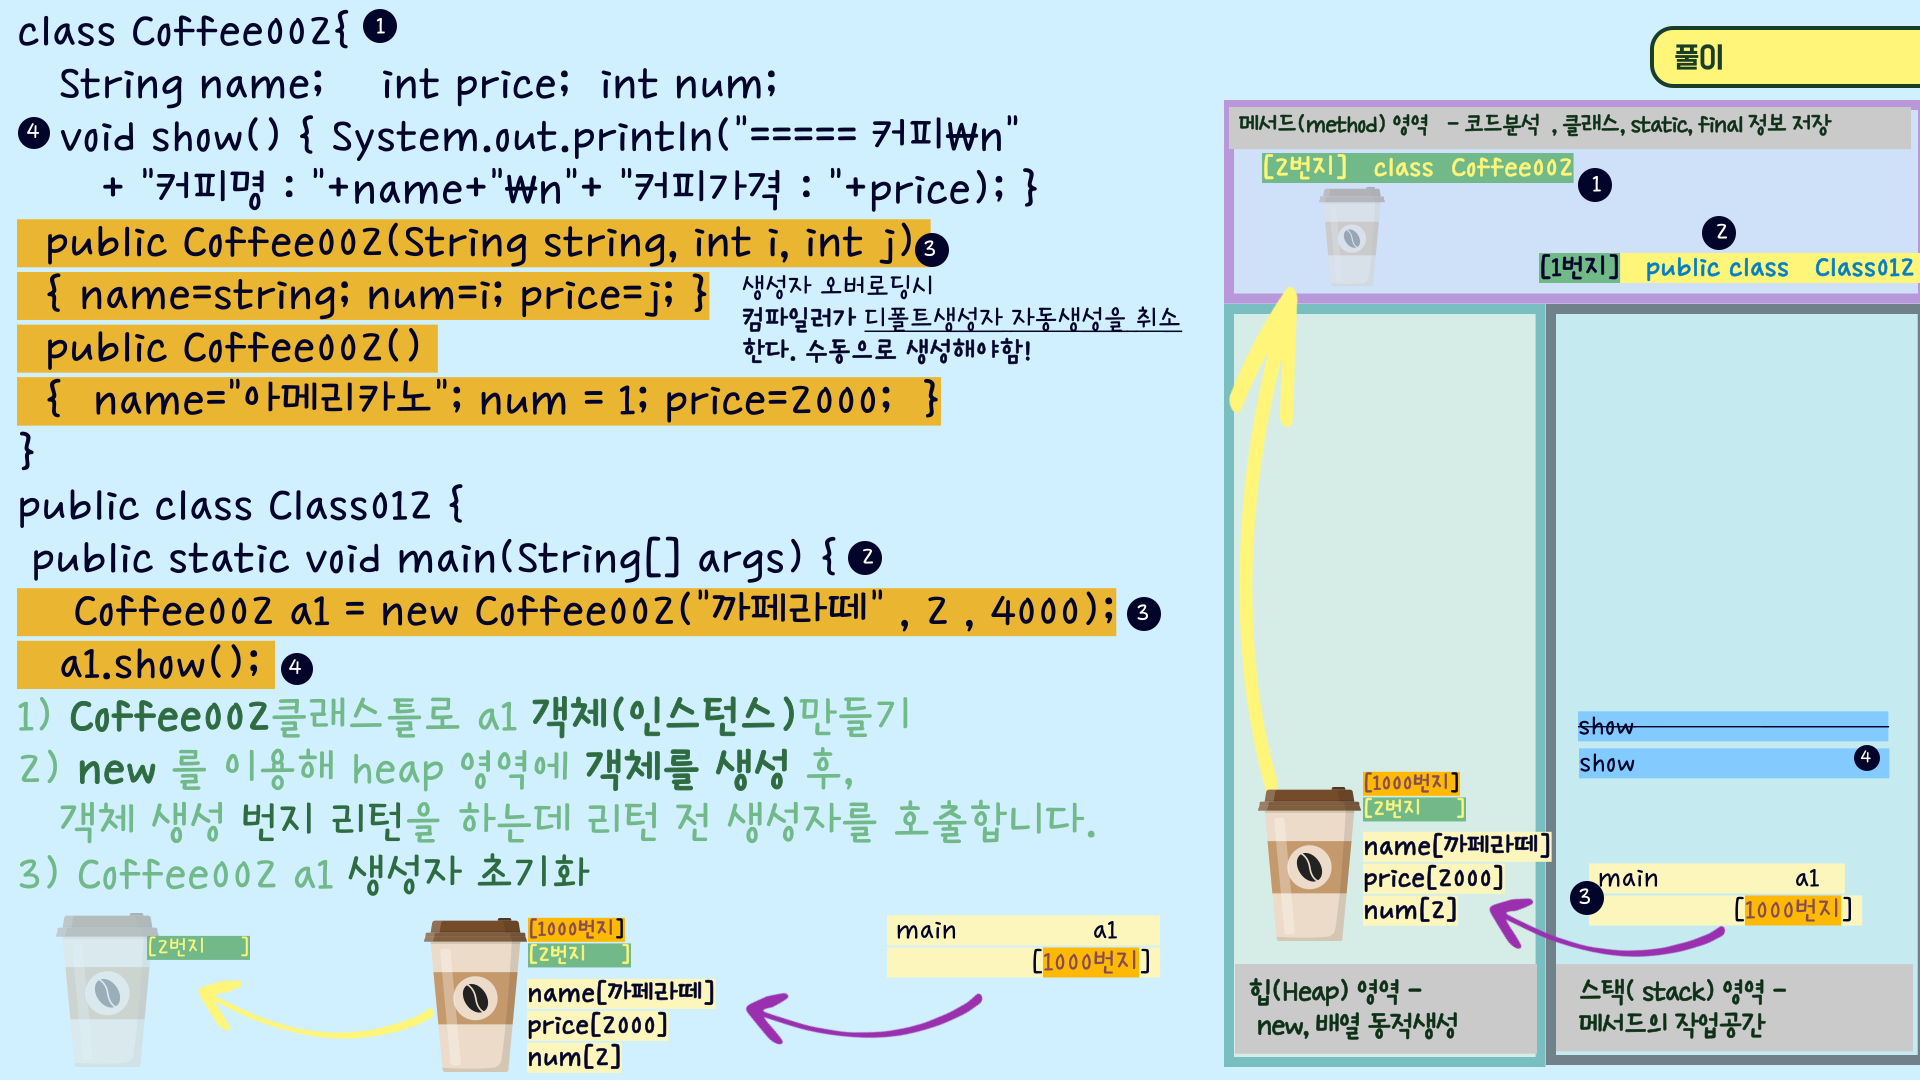 class Coffee002{ 1
String name;    int price;  int num;
4 void show() { System.out.println("===== 커피₩n"
+ "커피명 : "+name+"₩n"+ "커피가격 : "+price); }
public Coffee002(String string, int i, int j) 3
{ name=string; num=i; price=j; }
public Coffee002()
{  name="아메리카노"; num = 1; price=2000;  }
}
생성자 오버로딩시
컴파일러가 디폴트생성자 자동생성을 취소
한다. 수동으로 생성해야함!
public class Class012 {
public static void main(String[] args) { 2
Coffee002 a1 = new Coffee002("까페라떼" , 2 , 4000); 3
a1.show(); 4
1) Coffee002클래스틀로 a1 객체(인스턴스)만들기
2) new 를 이용해 heap 영역에 객체를 생성 후,
객체 생성 번지 리턴을 하는데 리턴 전 생성자를 호출합니다.
3) Coffee002 a1 생성자 초기화
[2번지    ]
[1000번지]
[2번지    ]
name[까페라떼]
price[2000]
num[2]
main    a1
[1000번지]
풀이
메서드(method) 영역  - 코드분석 , 클래스, static, final 정보 저장
[2번지]  class  Coffee002
1
2
[1번지]  public class  Class012
[1000번지]
[2번지    ]
name[까페라떼]
price[2000]
num[2]
show
show 4
main    a1
3
[1000번지]
힙(Heap) 영역 -
new, 배열 동적생성
스택( stack) 영역 -
메서드의 작업공간